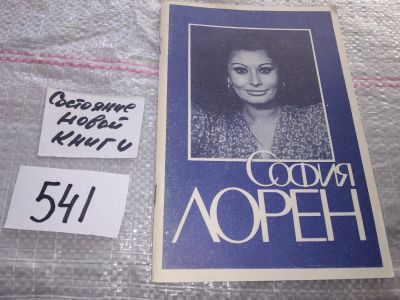 Состояние
новой
книги
541
СОФИЯ
ЛОРЕН